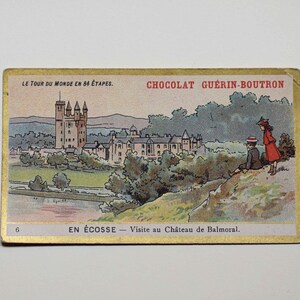 LE TOUR DU MONDE EN 84 ÉTAPES.
CHOCOLAT GUÉRIN-BOUTRON
6
EN ÉCOSSE — Visite au Château de Balmoral.